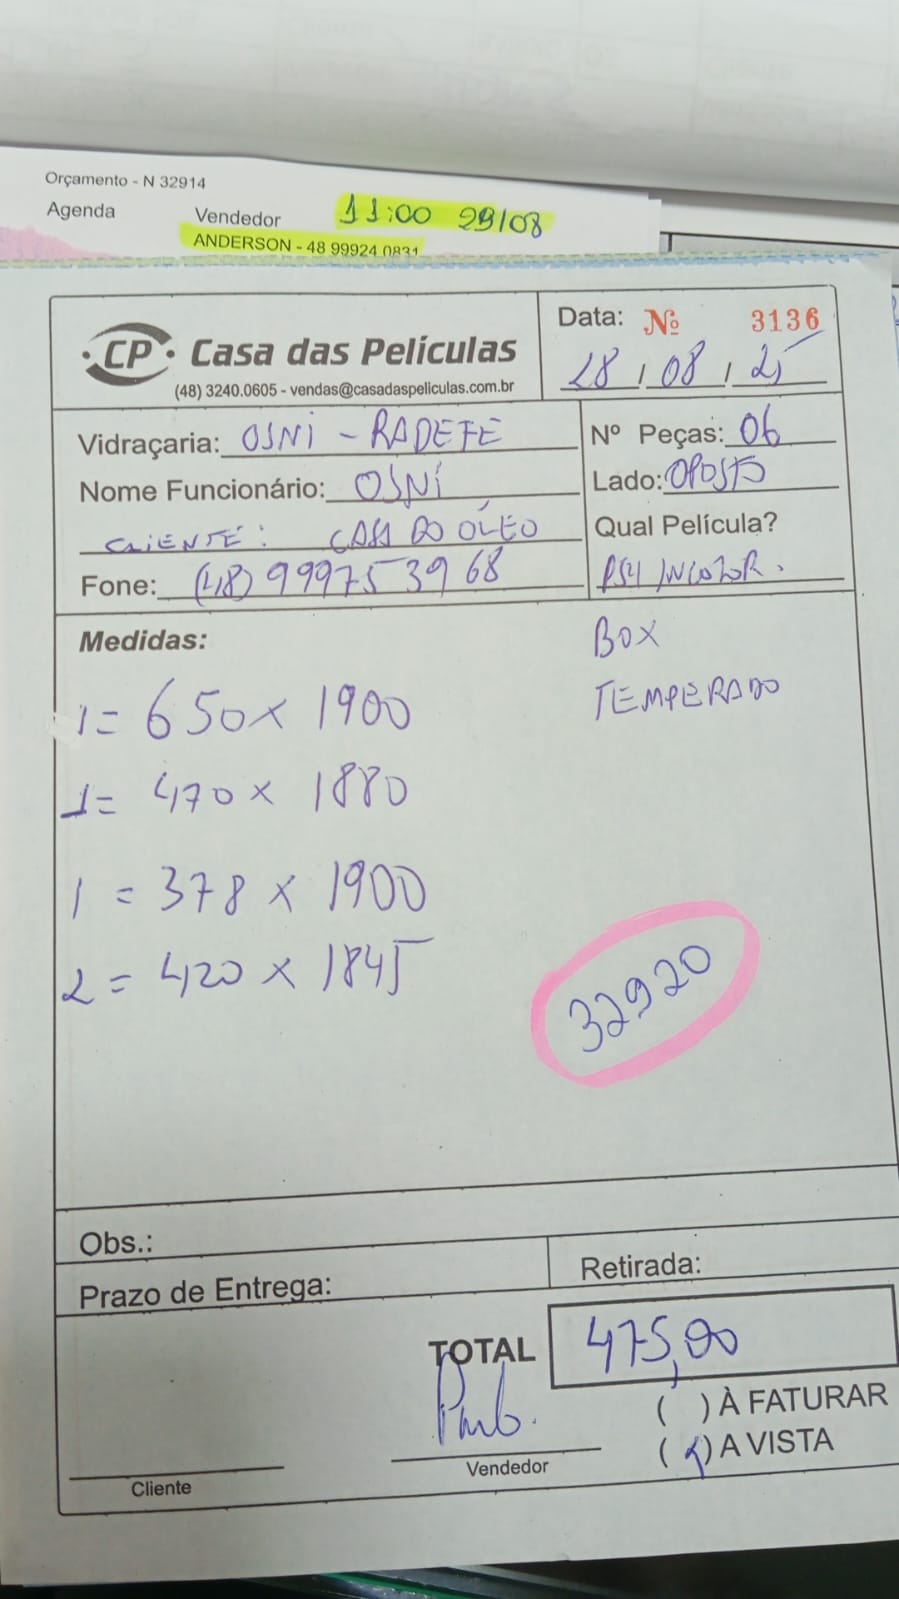 Orçamento - N 32914
Agenda Vendedor 11:00 29/08
ANDERSON - 48 99924 0831
CP Casa das Películas
(48) 3240.0605 - vendas@casadaspeliculas.com.br
Data: Nº 3136
28 / 08 / 25
Vidraçaria: OSNI - RADEFE
Nº Peças: 06
Nome Funcionário: OSNÍ
Lado: OPOSTO
CLIENTE: CASA DO ÓLEO
Qual Película?
Fone: (48) 99975 3968
PS4 INCOLOR.
Medidas:
BOX
TEMPERADO
1 = 650 x 1900
1 = 470 x 1880
1 = 378 x 1900
2 = 420 x 1845
32920
Obs.:
Prazo de Entrega:
Retirada:
TOTAL 475,00
( ) À FATURAR
(x) A VISTA
Cliente
Vendedor